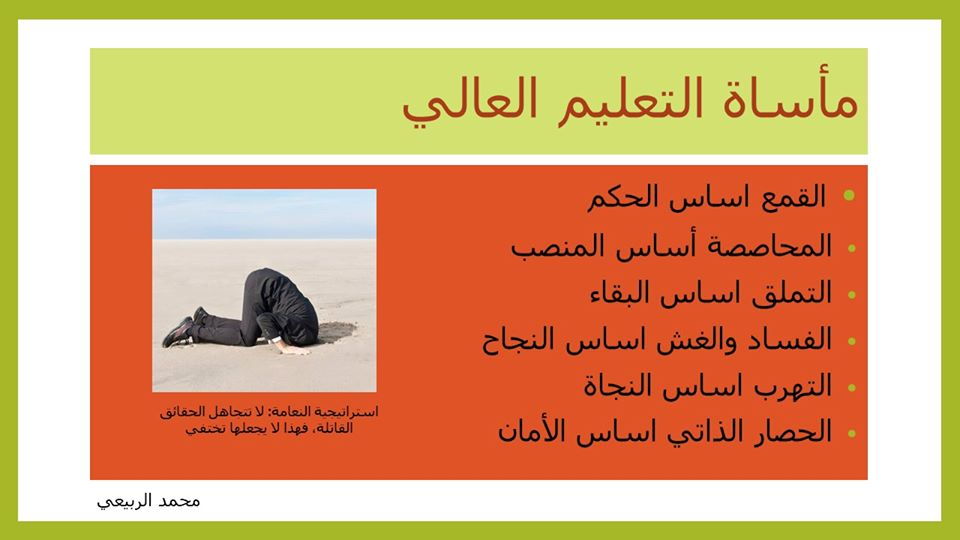 مأساة التعليم العالي
• القمع اساس الحكم
• المحاصصة أساس المنصب
• التملق اساس البقاء
• الفساد والغش اساس النجاح
• التهرب اساس النجاة
• الحصار الذاتي اساس الأمان
استراتيجية النعامة: لا تتجاهل الحقائق
القاتلة، فهذا لا يجعلها تختفي
محمد الربيعي